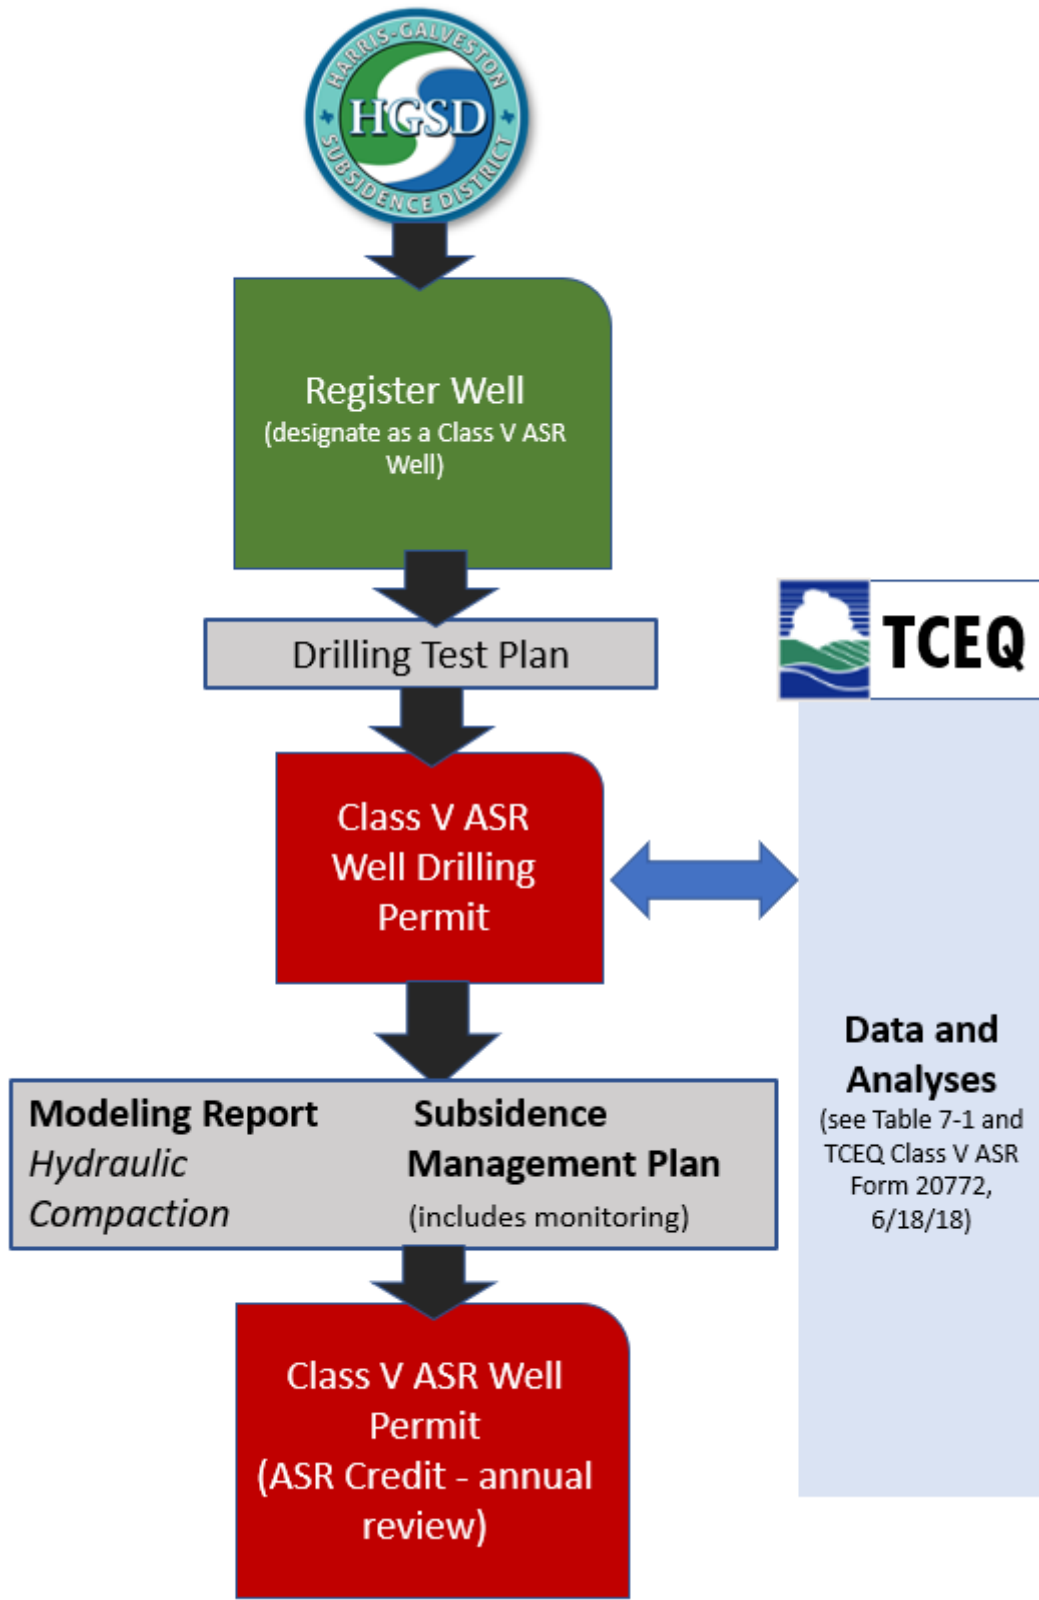 HARRIS-GALVESTON
HGSD
SUBSIDENCE DISTRICT
Register Well
(designate as a Class V ASR
Well)
Drilling Test Plan
TCEQ
Class V ASR
Well Drilling
Permit
Data and
Analyses
(see Table 7-1 and
TCEQ Class V ASR
Form 20772,
6/18/18)
Modeling Report
Hydraulic
Compaction
Subsidence
Management Plan
(includes monitoring)
Class V ASR Well
Permit
(ASR Credit - annual
review)